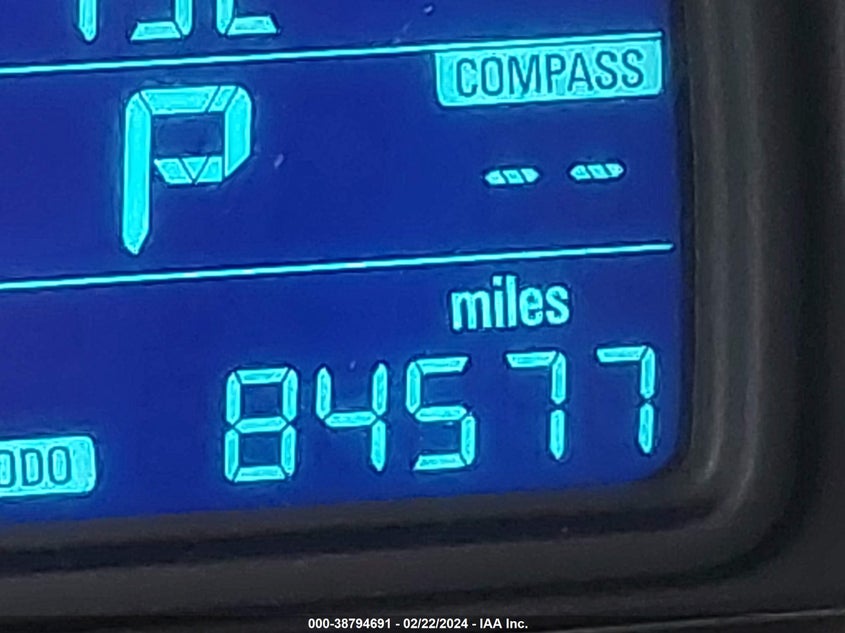 P
COMPASS
-- --
miles
84577
ODO
000-38794691 - 02/22/2024 - IAA Inc.